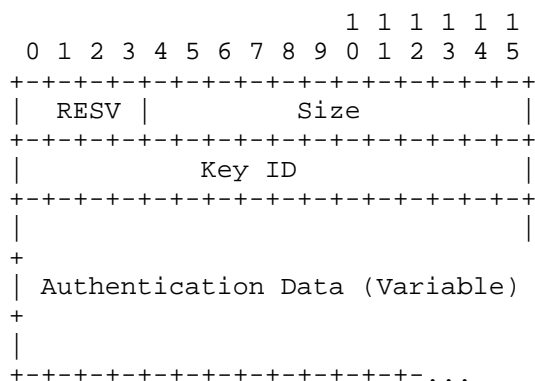 1 1 1 1 1 1
  0 1 2 3 4 5 6 7 8 9 0 1 2 3 4 5
 +-+-+-+-+-+-+-+-+-+-+-+-+-+-+-+-+
 |  RESV |         Size          |
 +-+-+-+-+-+-+-+-+-+-+-+-+-+-+-+-+
 |            Key ID             |
 +-+-+-+-+-+-+-+-+-+-+-+-+-+-+-+-+
 |                               |
 +
 | Authentication Data (Variable)
 +
 |
 +-+-+-+-+-+-+-+-+-+-+-+-+-...